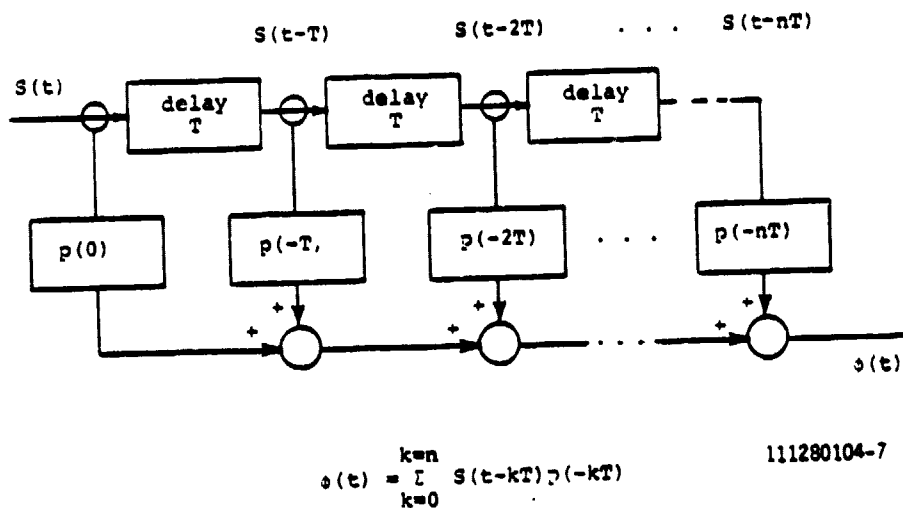 S(t-T) S(t-2T) . . . S(t-nT)
S(t)
delay T
delay T
delay T
p(0)
p(-T,
p(-2T)
. . .
p(-nT)
+ + + + + +
. . .
φ(t)
k=n
φ(t) = Σ S(t-kT)p(-kT)
k=0
111280104-7